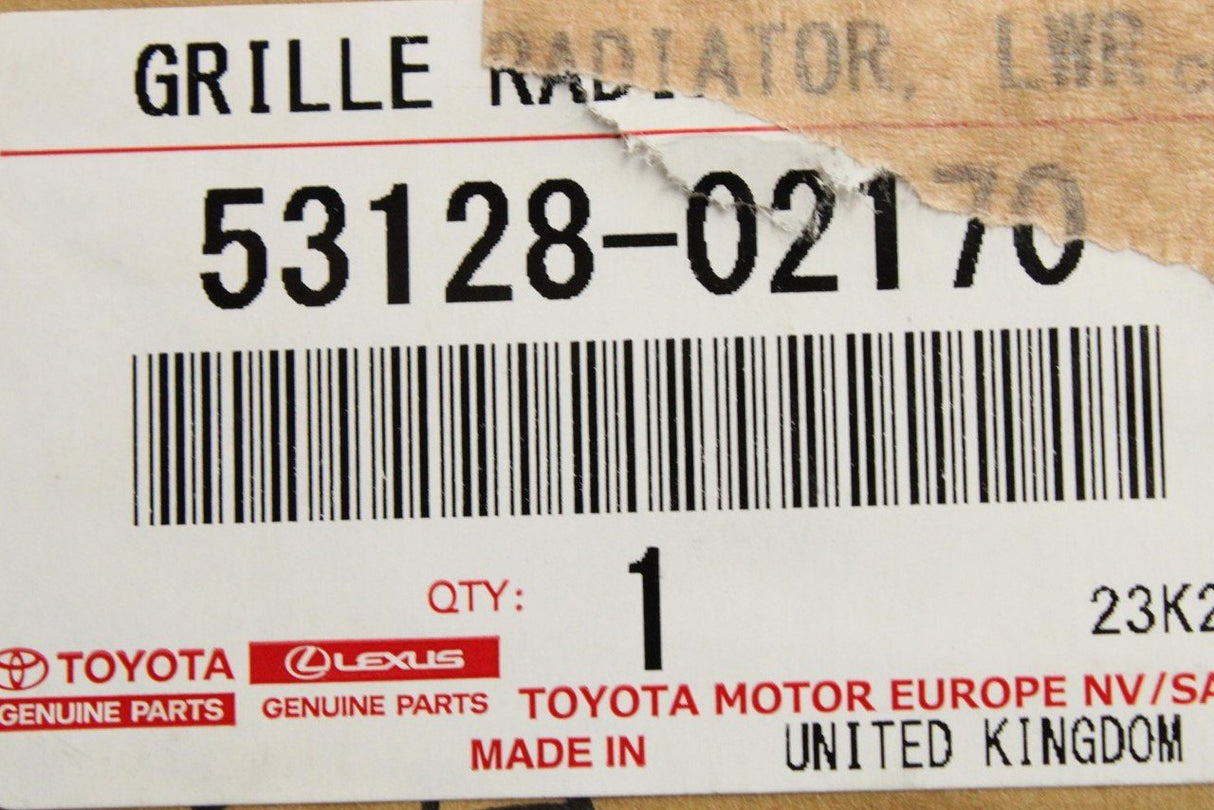 GRILLE RADIATOR, LWR C
53128-02170
QTY: 1
23K2
TOYOTA
GENUINE PARTS
LEXUS
GENUINE PARTS
TOYOTA MOTOR EUROPE NV/SA
MADE IN UNITED KINGDOM